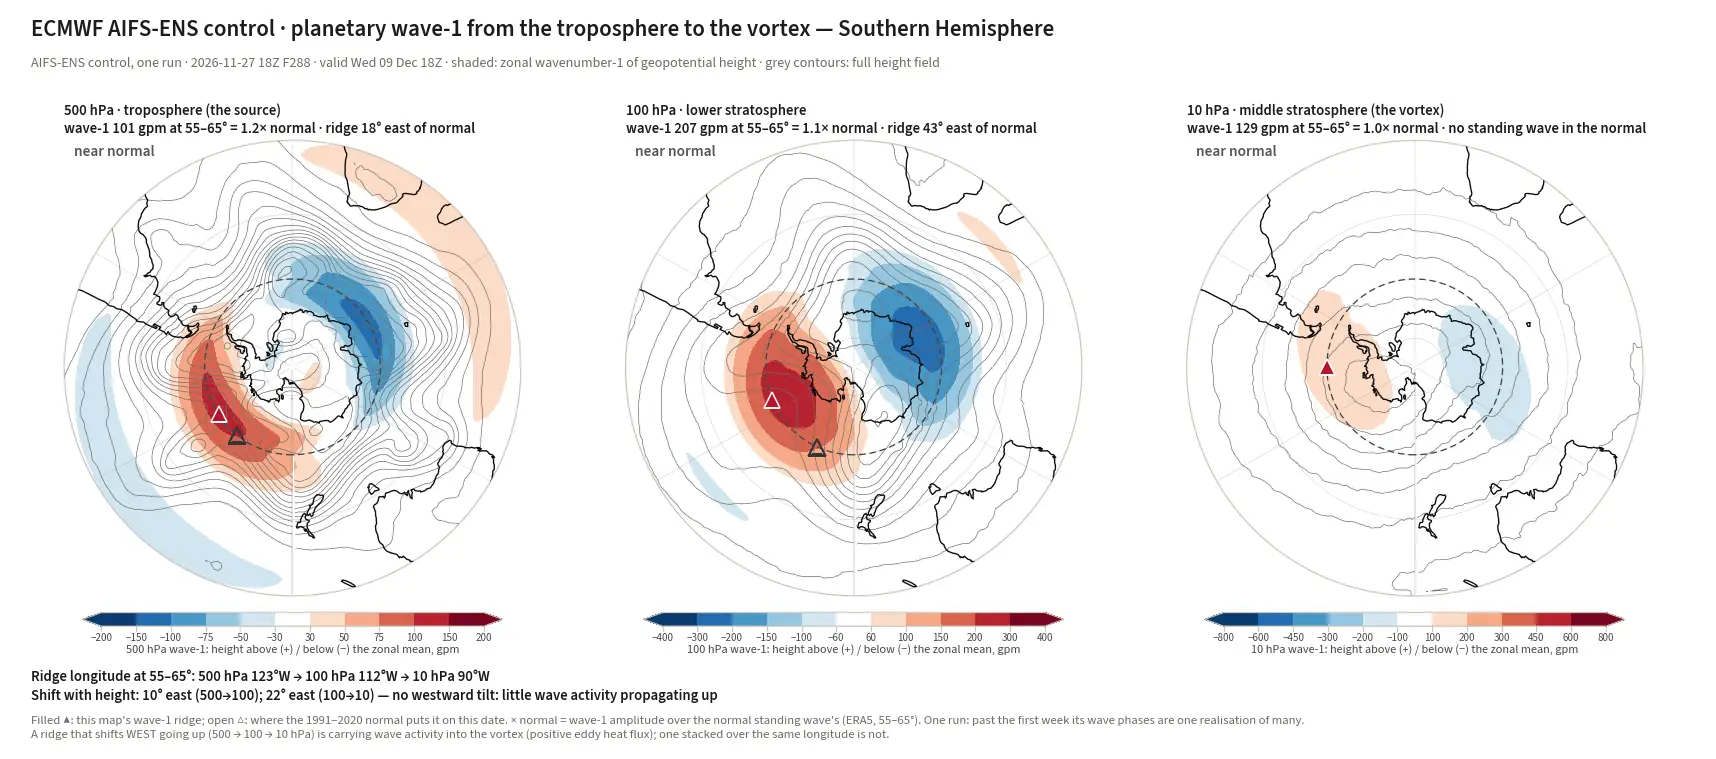 ECMWF AIFS-ENS control · planetary wave-1 from the troposphere to the vortex — Southern Hemisphere
AIFS-ENS control, one run · 2026-11-27 18Z F288 · valid Wed 09 Dec 18Z · shaded: zonal wavenumber-1 of geopotential height · grey contours: full height field
500 hPa · troposphere (the source)
wave-1 101 gpm at 55–65° = 1.2× normal · ridge 18° east of normal
near normal
100 hPa · lower stratosphere
wave-1 207 gpm at 55–65° = 1.1× normal · ridge 43° east of normal
near normal
10 hPa · middle stratosphere (the vortex)
wave-1 129 gpm at 55–65° = 1.0× normal · no standing wave in the normal
near normal
−200 −150 −100 −75 −50 −30 30 50 75 100 150 200
500 hPa wave-1: height above (+) / below (−) the zonal mean, gpm
−400 −300 −200 −150 −100 −60 60 100 150 200 300 400
100 hPa wave-1: height above (+) / below (−) the zonal mean, gpm
−800 −600 −450 −300 −200 −100 100 200 300 450 600 800
10 hPa wave-1: height above (+) / below (−) the zonal mean, gpm
Ridge longitude at 55–65°: 500 hPa 123°W → 100 hPa 112°W → 10 hPa 90°W
Shift with height: 10° east (500→100); 22° east (100→10) — no westward tilt: little wave activity propagating up
Filled ▲: this map's wave-1 ridge; open △: where the 1991–2020 normal puts it on this date. × normal = wave-1 amplitude over the normal standing wave's (ERA5, 55–65°). One run: past the first week its wave phases are one realisation of many.
A ridge that shifts WEST going up (500 → 100 → 10 hPa) is carrying wave activity into the vortex (positive eddy heat flux); one stacked over the same longitude is not.